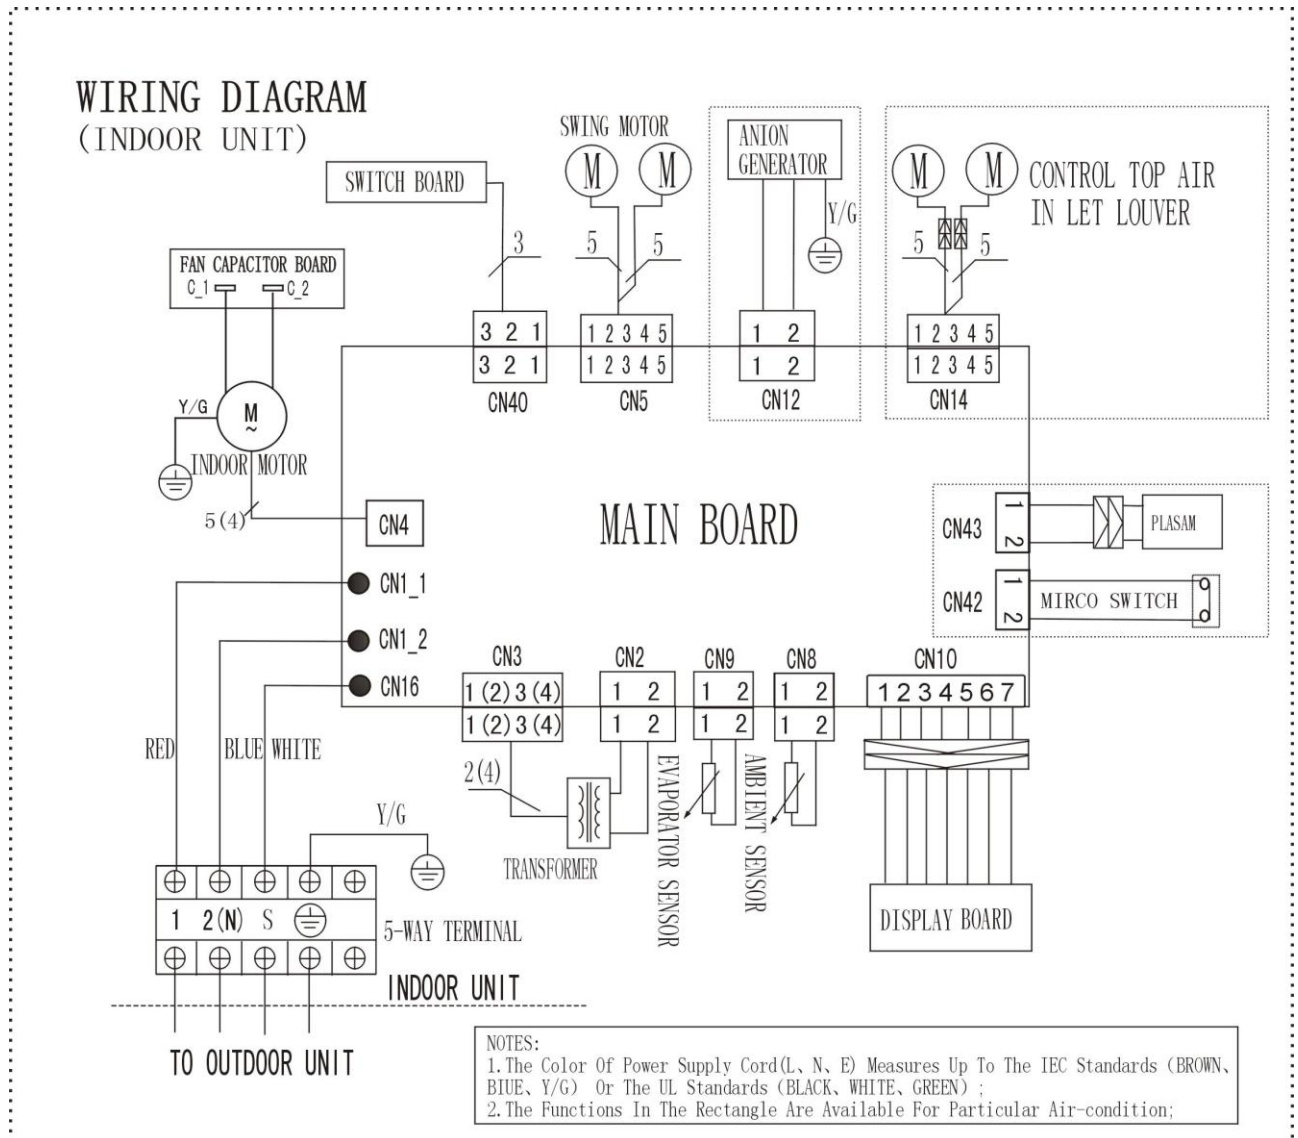 WIRING DIAGRAM
(INDOOR UNIT)
SWITCH BOARD
3
SWING MOTOR
M M
5 5
ANION
GENERATOR
Y/G
M M
CONTROL TOP AIR
IN LET LOUVER
5 5
FAN CAPACITOR BOARD
C_1 C_2
Y/G
M
~
INDOOR MOTOR
5(4)
3 2 1
3 2 1
CN40
1 2 3 4 5
1 2 3 4 5
CN5
1 2
1 2
CN12
1 2 3 4 5
1 2 3 4 5
CN14
MAIN BOARD
CN4
CN1_1
CN1_2
CN16
CN43
1
2
PLASAM
CN42
1
2
MIRCO SWITCH
CN3
1(2)3(4)
1(2)3(4)
CN2
1 2
1 2
CN9
1 2
1 2
CN8
1 2
1 2
CN10
1 2 3 4 5 6 7
RED
BLUE
WHITE
2(4)
TRANSFORMER
EVAPORATOR SENSOR
AMBIENT SENSOR
DISPLAY BOARD
Y/G
1 2(N) S
5-WAY TERMINAL
INDOOR UNIT
TO OUTDOOR UNIT
NOTES:
1.The Color Of Power Supply Cord(L、N、E) Measures Up To The IEC Standards (BROWN、
BIUE、Y/G) Or The UL Standards (BLACK、WHITE、GREEN) ;
2.The Functions In The Rectangle Are Available For Particular Air-condition;